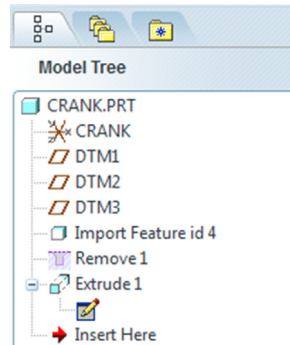 Model Tree
CRANK.PRT
CRANK
DTM1
DTM2
DTM3
Import Feature id 4
Remove 1
Extrude 1
Insert Here